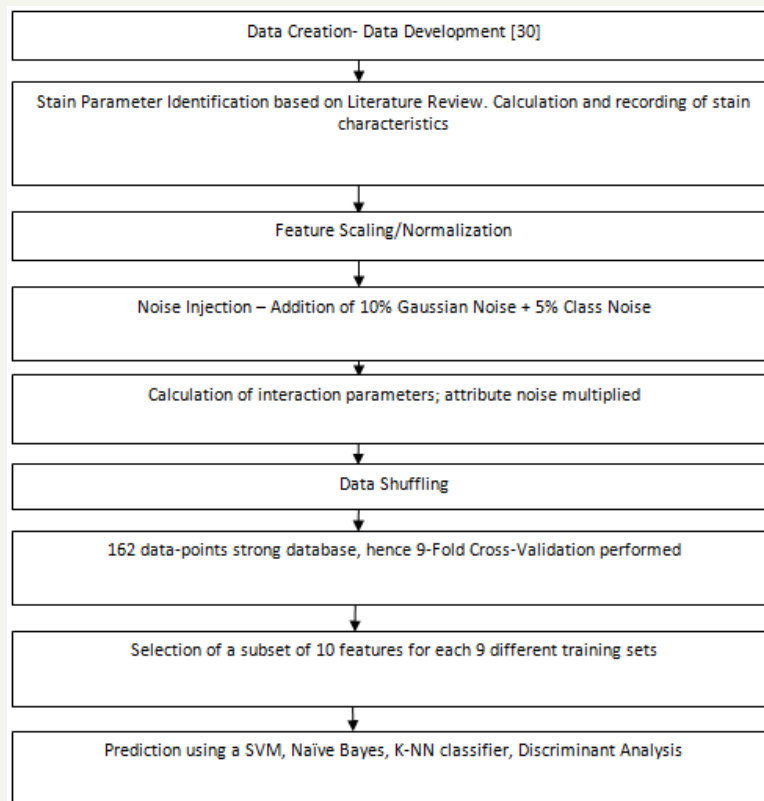 Data Creation- Data Development [30]
Stain Parameter Identification based on Literature Review. Calculation and recording of stain
characteristics
Feature Scaling/Normalization
Noise Injection – Addition of 10% Gaussian Noise + 5% Class Noise
Calculation of interaction parameters; attribute noise multiplied
Data Shuffling
162 data-points strong database, hence 9-Fold Cross-Validation performed
Selection of a subset of 10 features for each 9 different training sets
Prediction using a SVM, Naïve Bayes, K-NN classifier, Discriminant Analysis